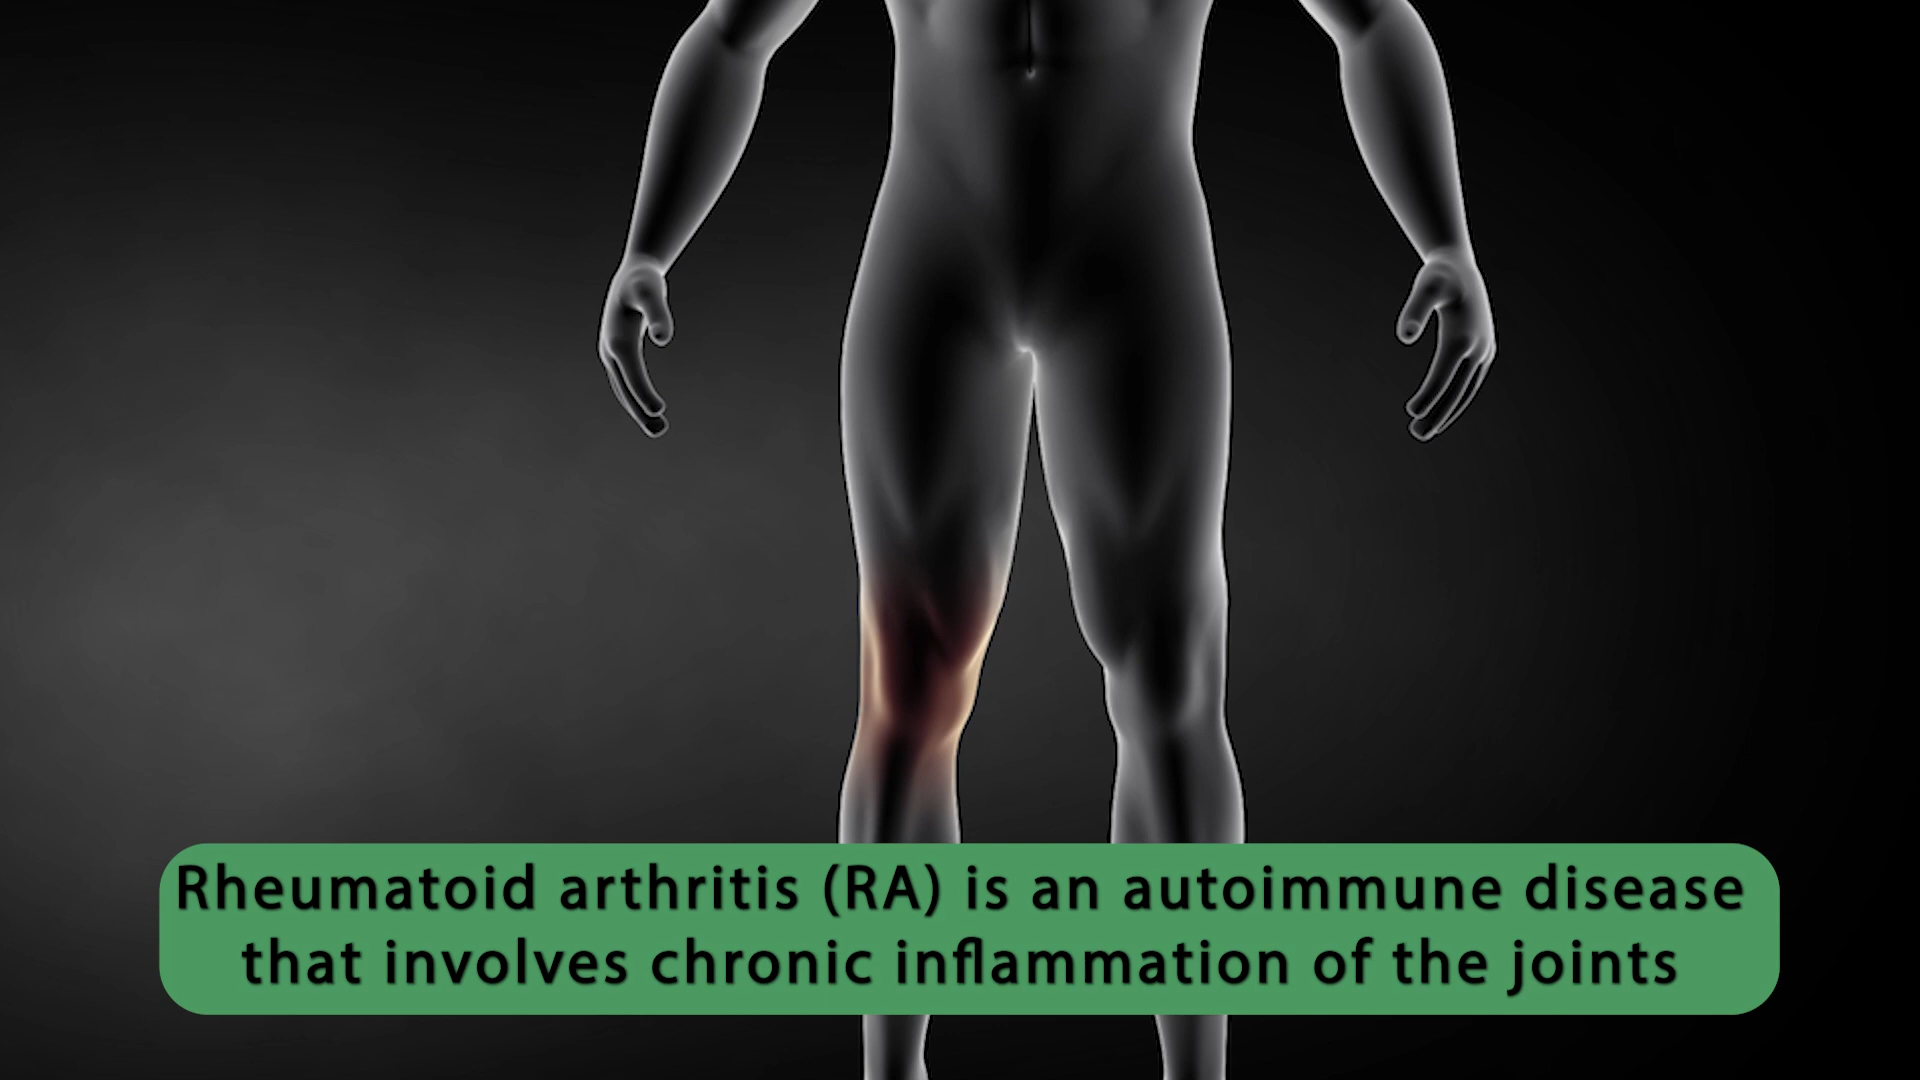 Rheumatoid arthritis (RA) is an autoimmune disease
that involves chronic inflammation of the joints